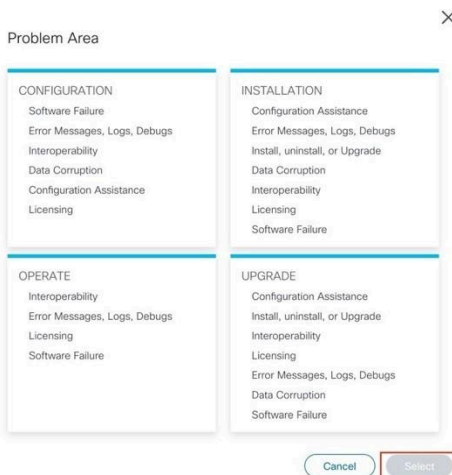 Problem Area
CONFIGURATION
Software Failure
Error Messages, Logs, Debugs
Interoperability
Data Corruption
Configuration Assistance
Licensing
INSTALLATION
Configuration Assistance
Error Messages, Logs, Debugs
Install, uninstall, or Upgrade
Data Corruption
Interoperability
Licensing
Software Failure
OPERATE
Interoperability
Error Messages, Logs, Debugs
Licensing
Software Failure
UPGRADE
Configuration Assistance
Install, uninstall, or Upgrade
Interoperability
Licensing
Error Messages, Logs, Debugs
Data Corruption
Software Failure
Cancel
Select